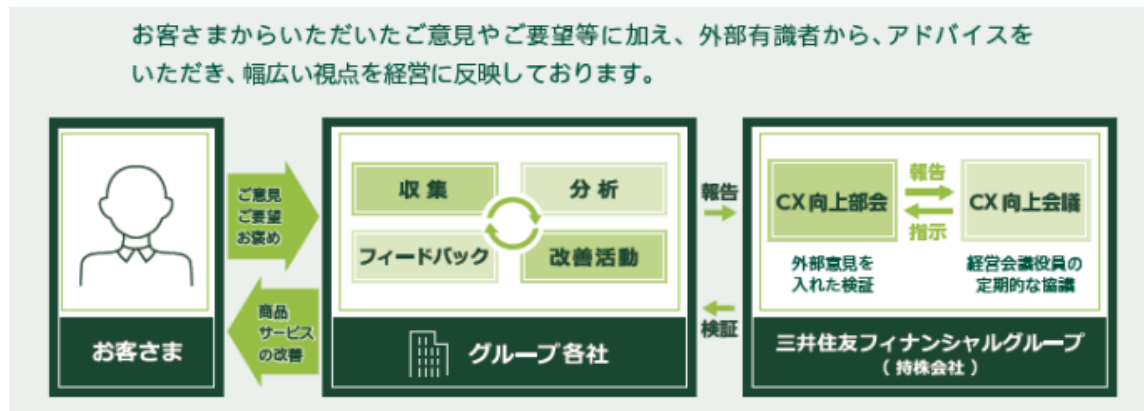 お客さまからいただいたご意見やご要望等に加え、外部有識者から、アドバイスを
いただき、幅広い視点を経営に反映しております。
お客さま
ご意見
ご要望
お褒め
商品
サービス
の改善
収集
分析
フィードバック
改善活動
グループ各社
報告
検証
CX向上部会
報告
指示
CX向上会議
外部意見を
入れた検証
経営会議役員の
定期的な協議
三井住友フィナンシャルグループ
（持株会社）